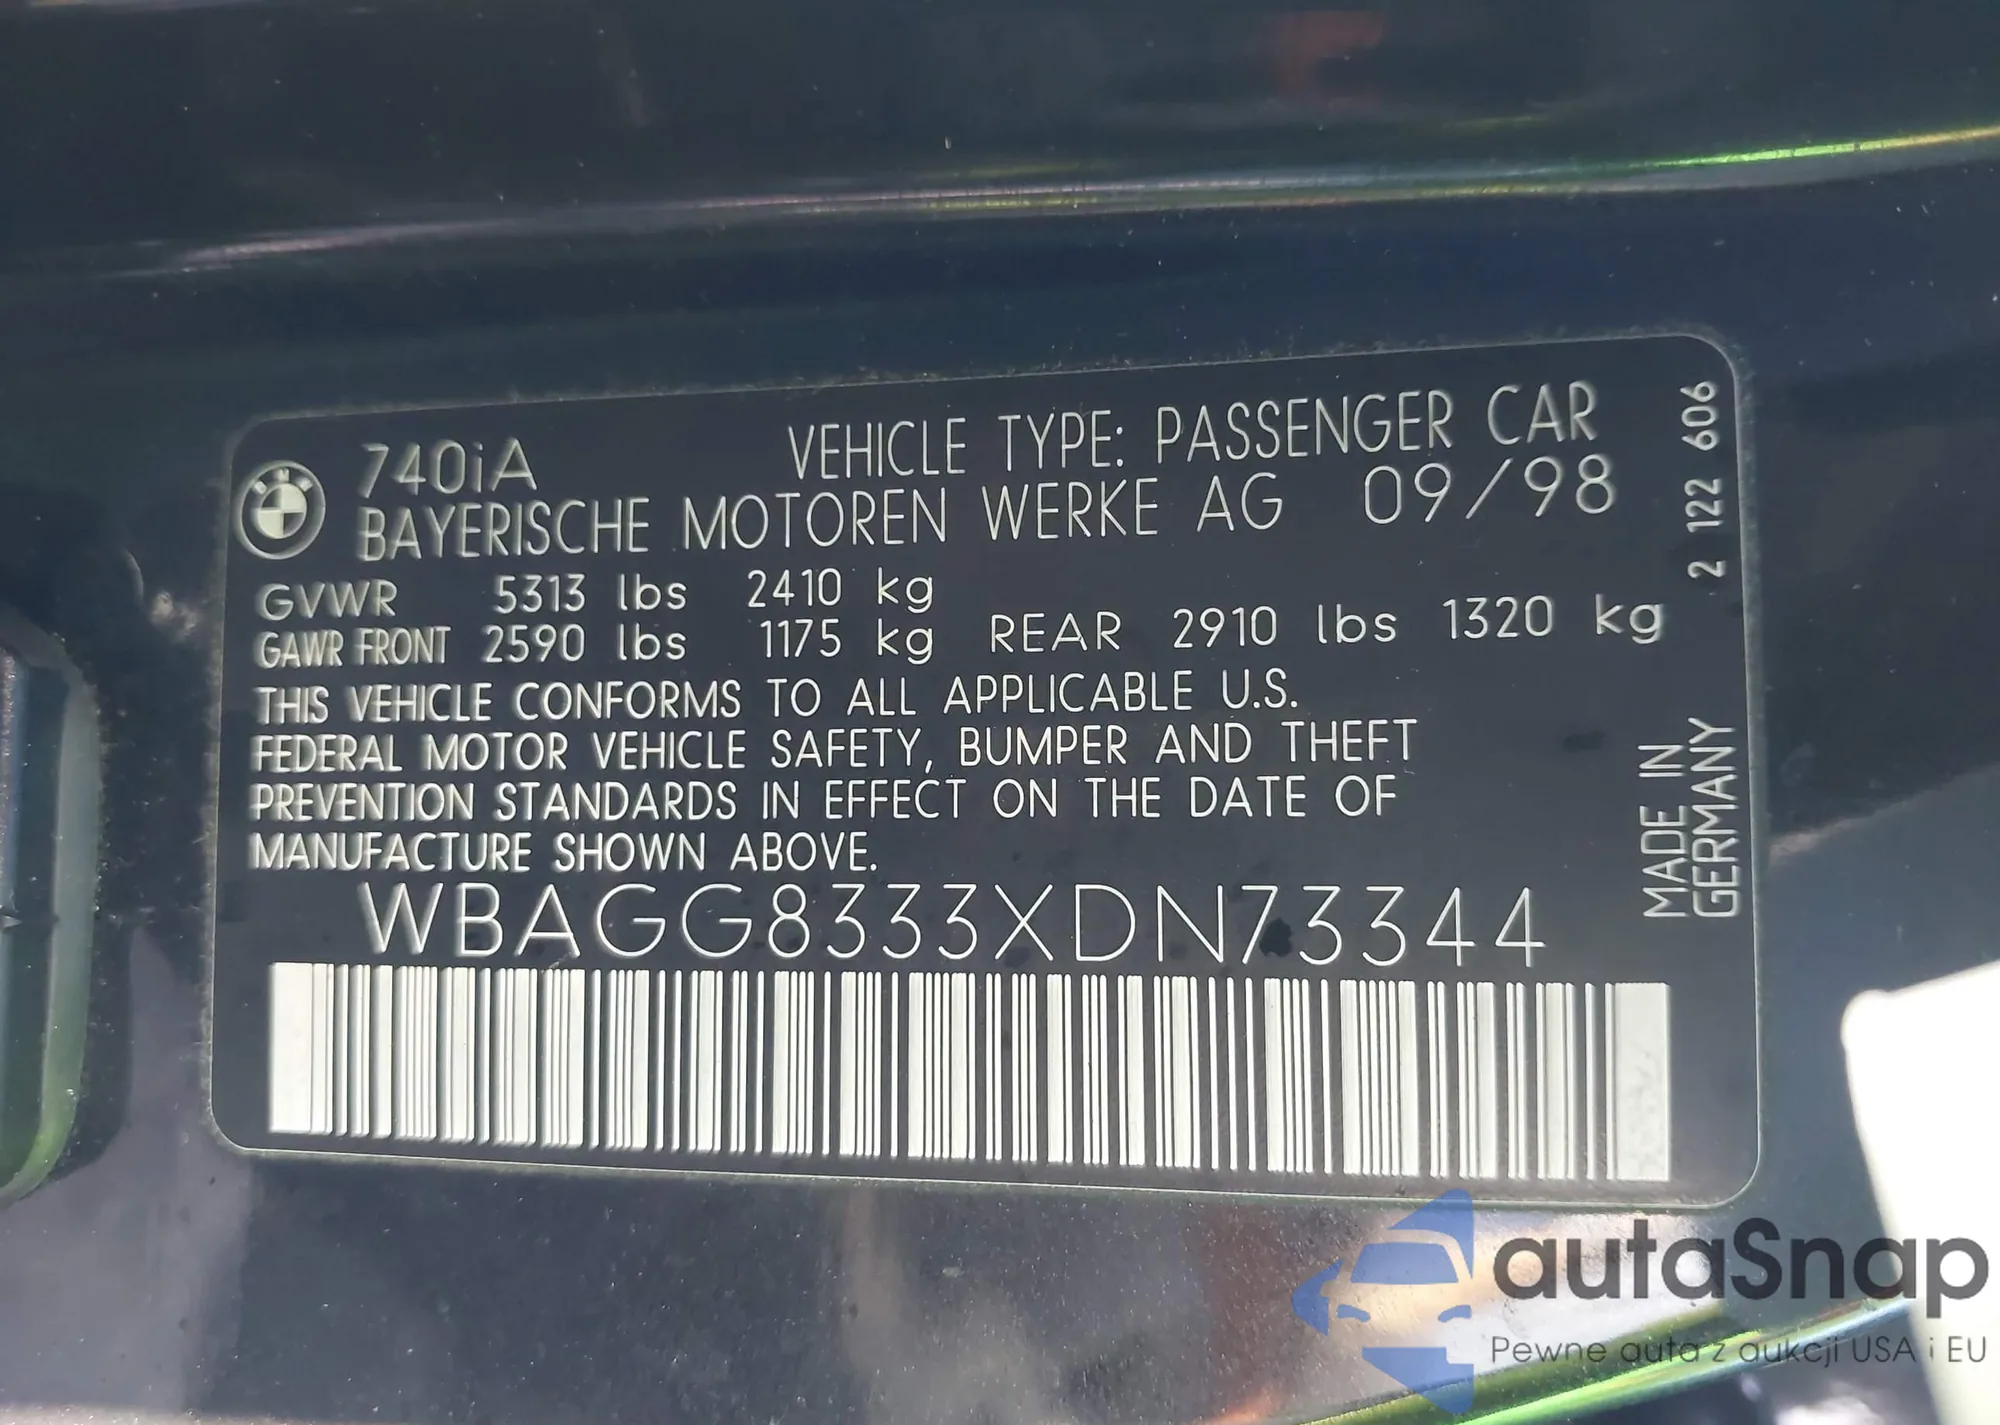 740iA VEHICLE TYPE: PASSENGER CAR
BAYERISCHE MOTOREN WERKE AG 09/98
GVWR 5313 lbs 2410 kg
GAWR FRONT 2590 lbs 1175 kg REAR 2910 lbs 1320 kg
THIS VEHICLE CONFORMS TO ALL APPLICABLE U.S.
FEDERAL MOTOR VEHICLE SAFETY, BUMPER AND THEFT
PREVENTION STANDARDS IN EFFECT ON THE DATE OF
MANUFACTURE SHOWN ABOVE.
WBAGG8333XDN73344
2 122 606
MADE IN
GERMANY
autaSnap
Pewne auta z aukcji USA i EU